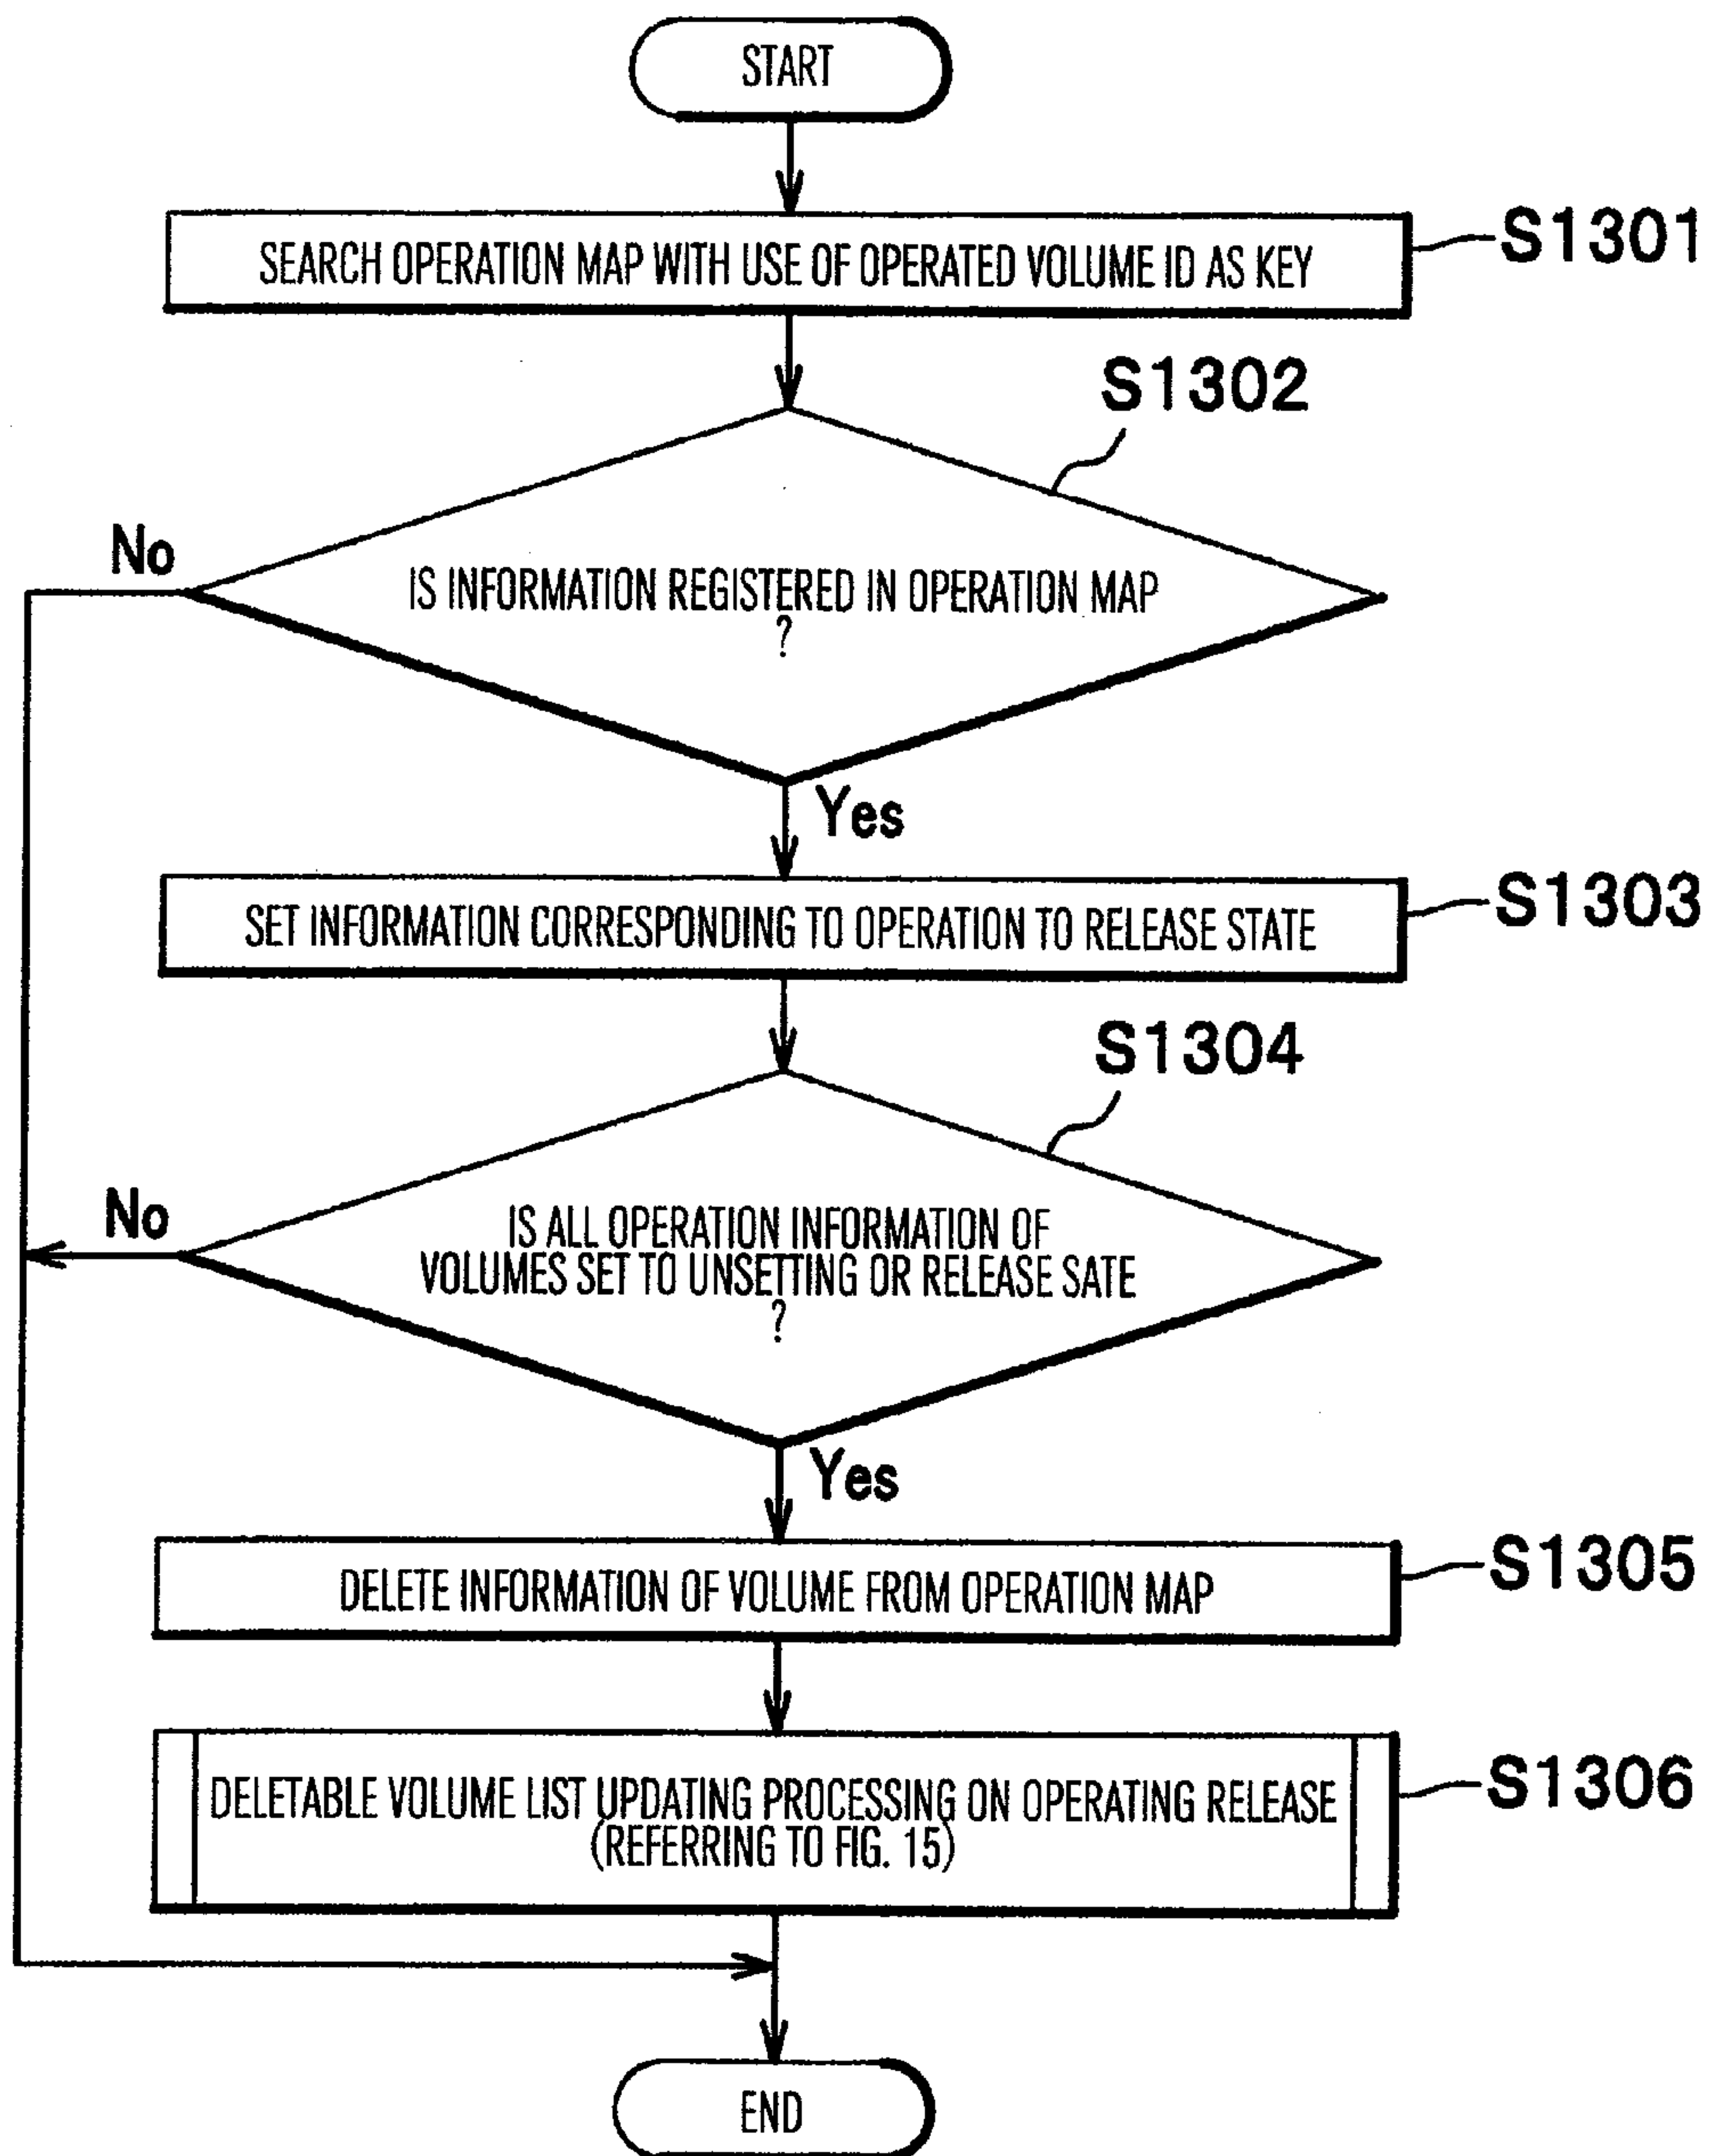 START
SEARCH OPERATION MAP WITH USE OF OPERATED VOLUME ID AS KEY
S1301
S1302
No
IS INFORMATION REGISTERED IN OPERATION MAP
?
Yes
SET INFORMATION CORRESPONDING TO OPERATION TO RELEASE STATE
S1303
S1304
No
IS ALL OPERATION INFORMATION OF
VOLUMES SET TO UNSETTING OR RELEASE SATE
?
Yes
DELETE INFORMATION OF VOLUME FROM OPERATION MAP
S1305
DELETABLE VOLUME LIST UPDATING PROCESSING ON OPERATING RELEASE
(REFERRING TO FIG. 15)
S1306
END